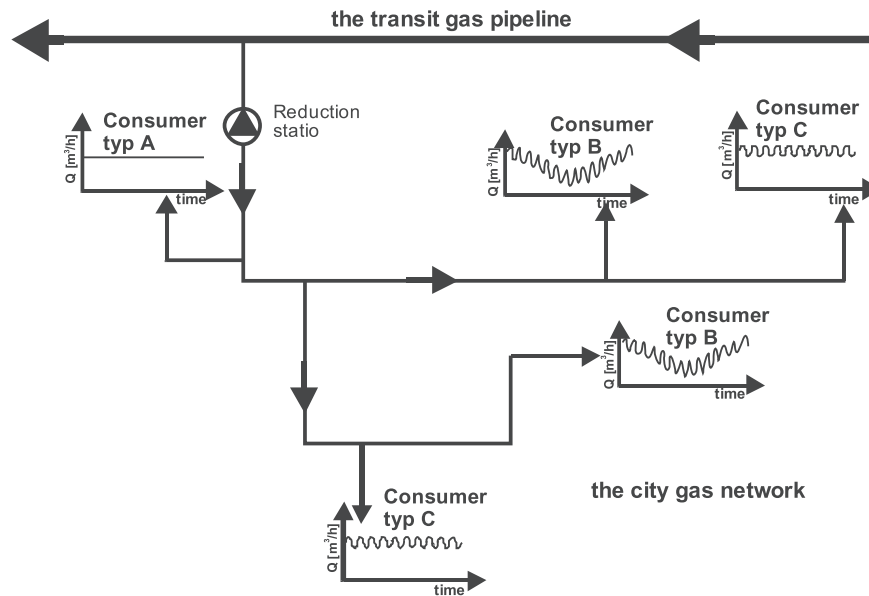 the transit gas pipeline
Reduction
statio
Consumer
typ A
Q [m³/h]
time
Consumer
typ B
Q [m³/h]
time
Consumer
typ C
Q [m³/h]
time
Consumer
typ B
Q [m³/h]
time
the city gas network
Consumer
typ C
Q [m³/h]
time